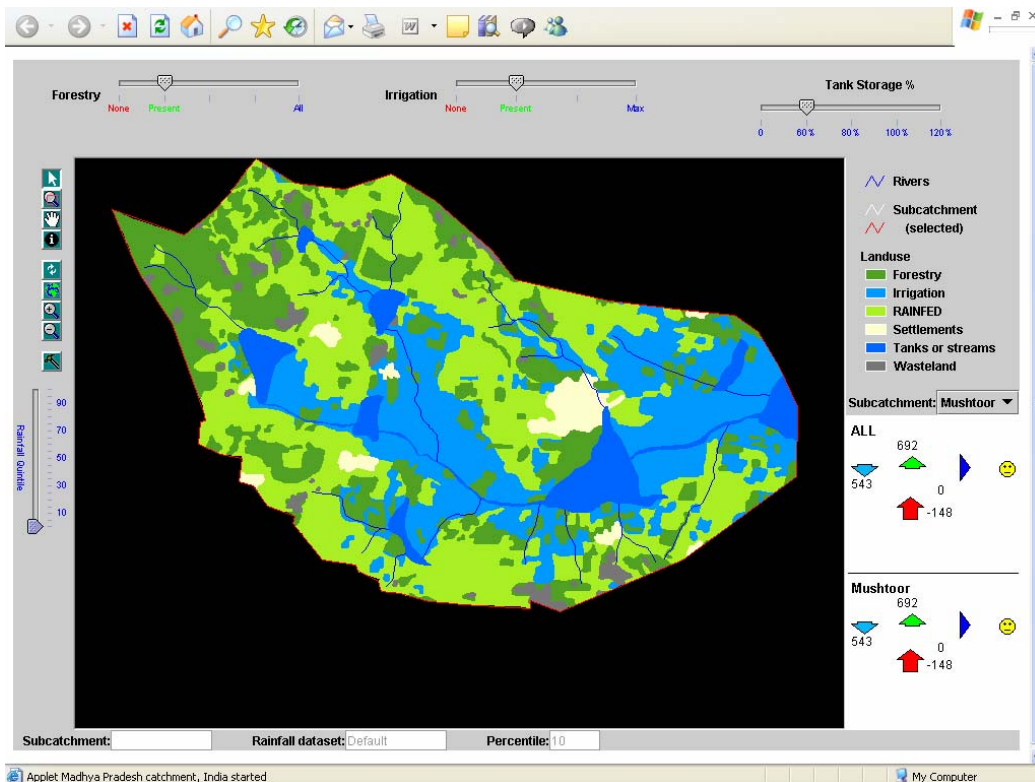 Forestry
None
Present
All
Irrigation
None
Present
Max
Tank Storage %
0
60%
80%
100%
120%
Rivers
Subcatchment
(selected)
Landuse
Forestry
Irrigation
RAINFED
Settlements
Tanks or streams
Wasteland
Subcatchment: Mushtoor
Rainfall Quintile
90
70
50
30
10
ALL
692
543
0
-148
Mushtoor
692
543
0
-148
Subcatchment:
Rainfall dataset: Default
Percentile: 10
Applet Madhya Pradesh catchment, India started
My Computer